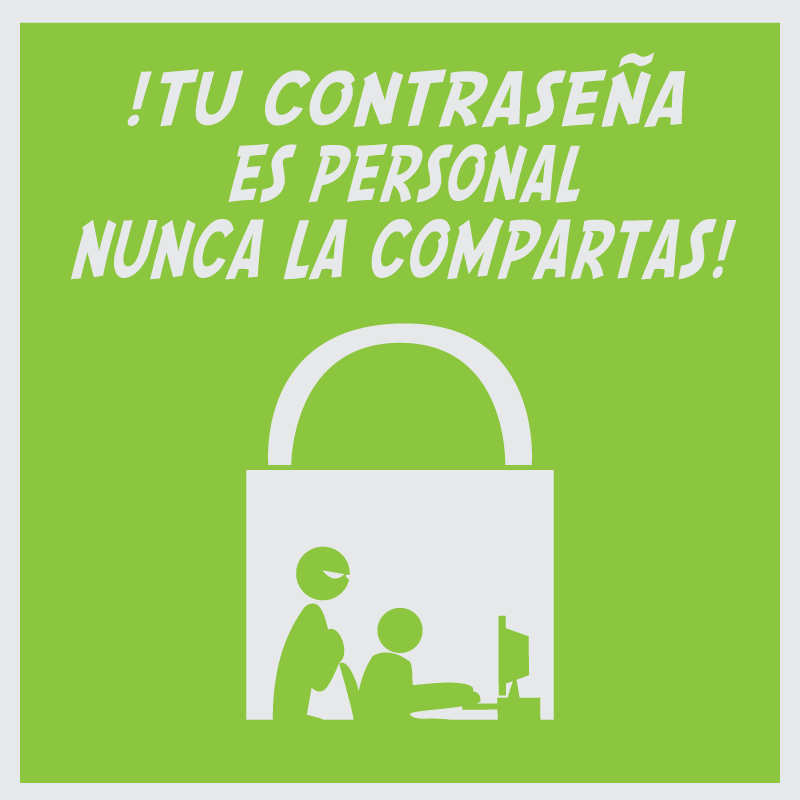 !TU CONTRASEÑA
ES PERSONAL
NUNCA LA COMPARTAS!